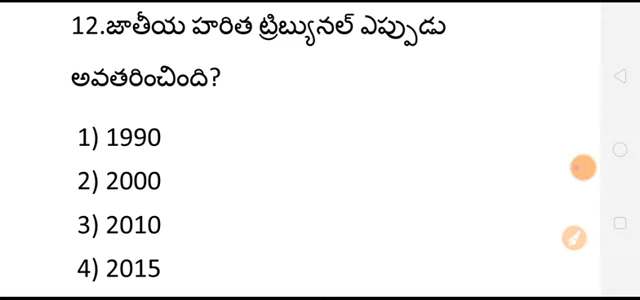 12.జాతీయ హరిత ట్రిబ్యునల్ ఎప్పుడు
అవతరించింది?
1) 1990
2) 2000
3) 2010
4) 2015